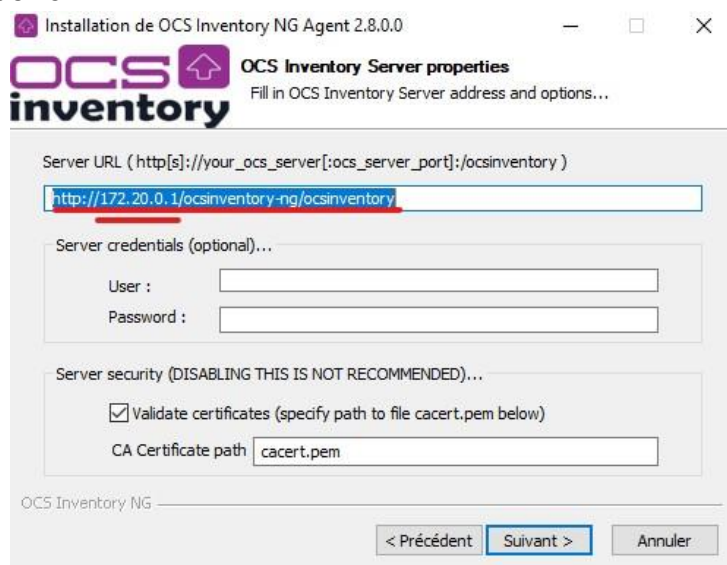 Installation de OCS Inventory NG Agent 2.8.0.0
OCS
inventory
OCS Inventory Server properties
Fill in OCS Inventory Server address and options...
Server URL ( http[s]://your_ocs_server[:ocs_server_port]:/ocsinventory )
http://172.20.0.1/ocsinventory-ng/ocsinventory
Server credentials (optional)...
User :
Password :
Server security (DISABLING THIS IS NOT RECOMMENDED)...
Validate certificates (specify path to file cacert.pem below)
CA Certificate path cacert.pem
OCS Inventory NG
< Précédent Suivant > Annuler